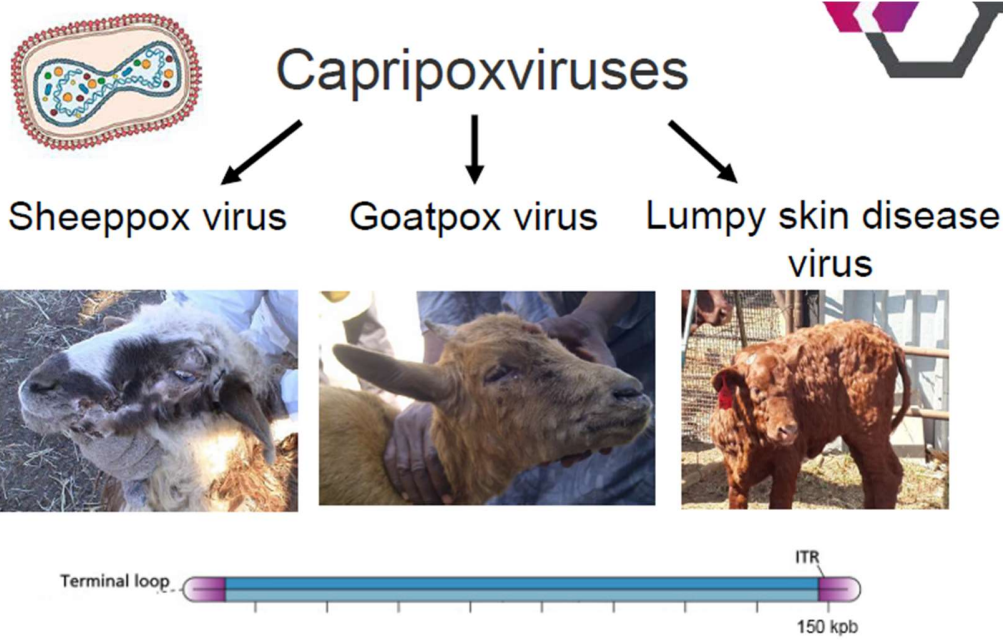 Capripoxviruses
Sheeppox virus
Goatpox virus
Lumpy skin disease
virus
ITR
Terminal loop
150 kpb